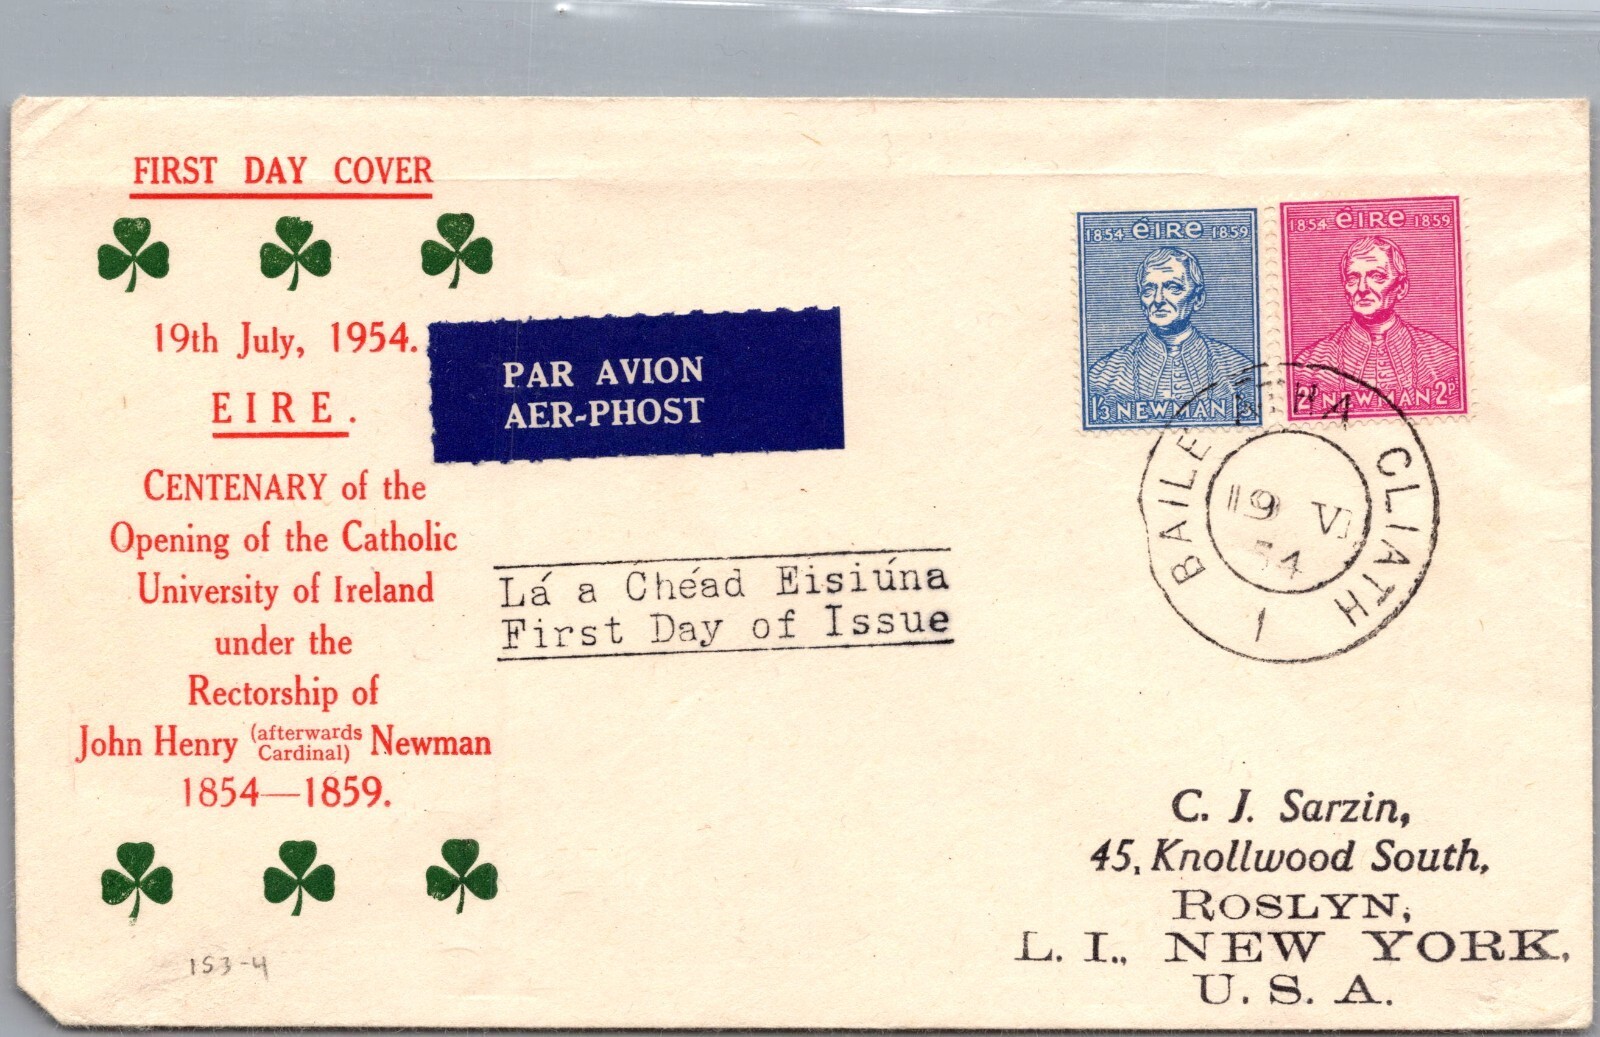 FIRST DAY COVER
19th July, 1954.
EIRE.
CENTENARY of the
Opening of the Catholic
University of Ireland
under the
Rectorship of
John Henry (afterwards Cardinal) Newman
1854—1859.
153-4
PAR AVION
AER-PHOST
Lá a Chéad Eisiúna
First Day of Issue
1854 éIRe 1859
1/3 NEWMAN 1/3
1854 éIRe 1859
2P NEWMAN 2P
BAILE ÁTHA CLIATH
19 VI
54
1
C. J. Sarzin,
45, Knollwood South,
ROSLYN,
L. I., NEW YORK,
U. S. A.